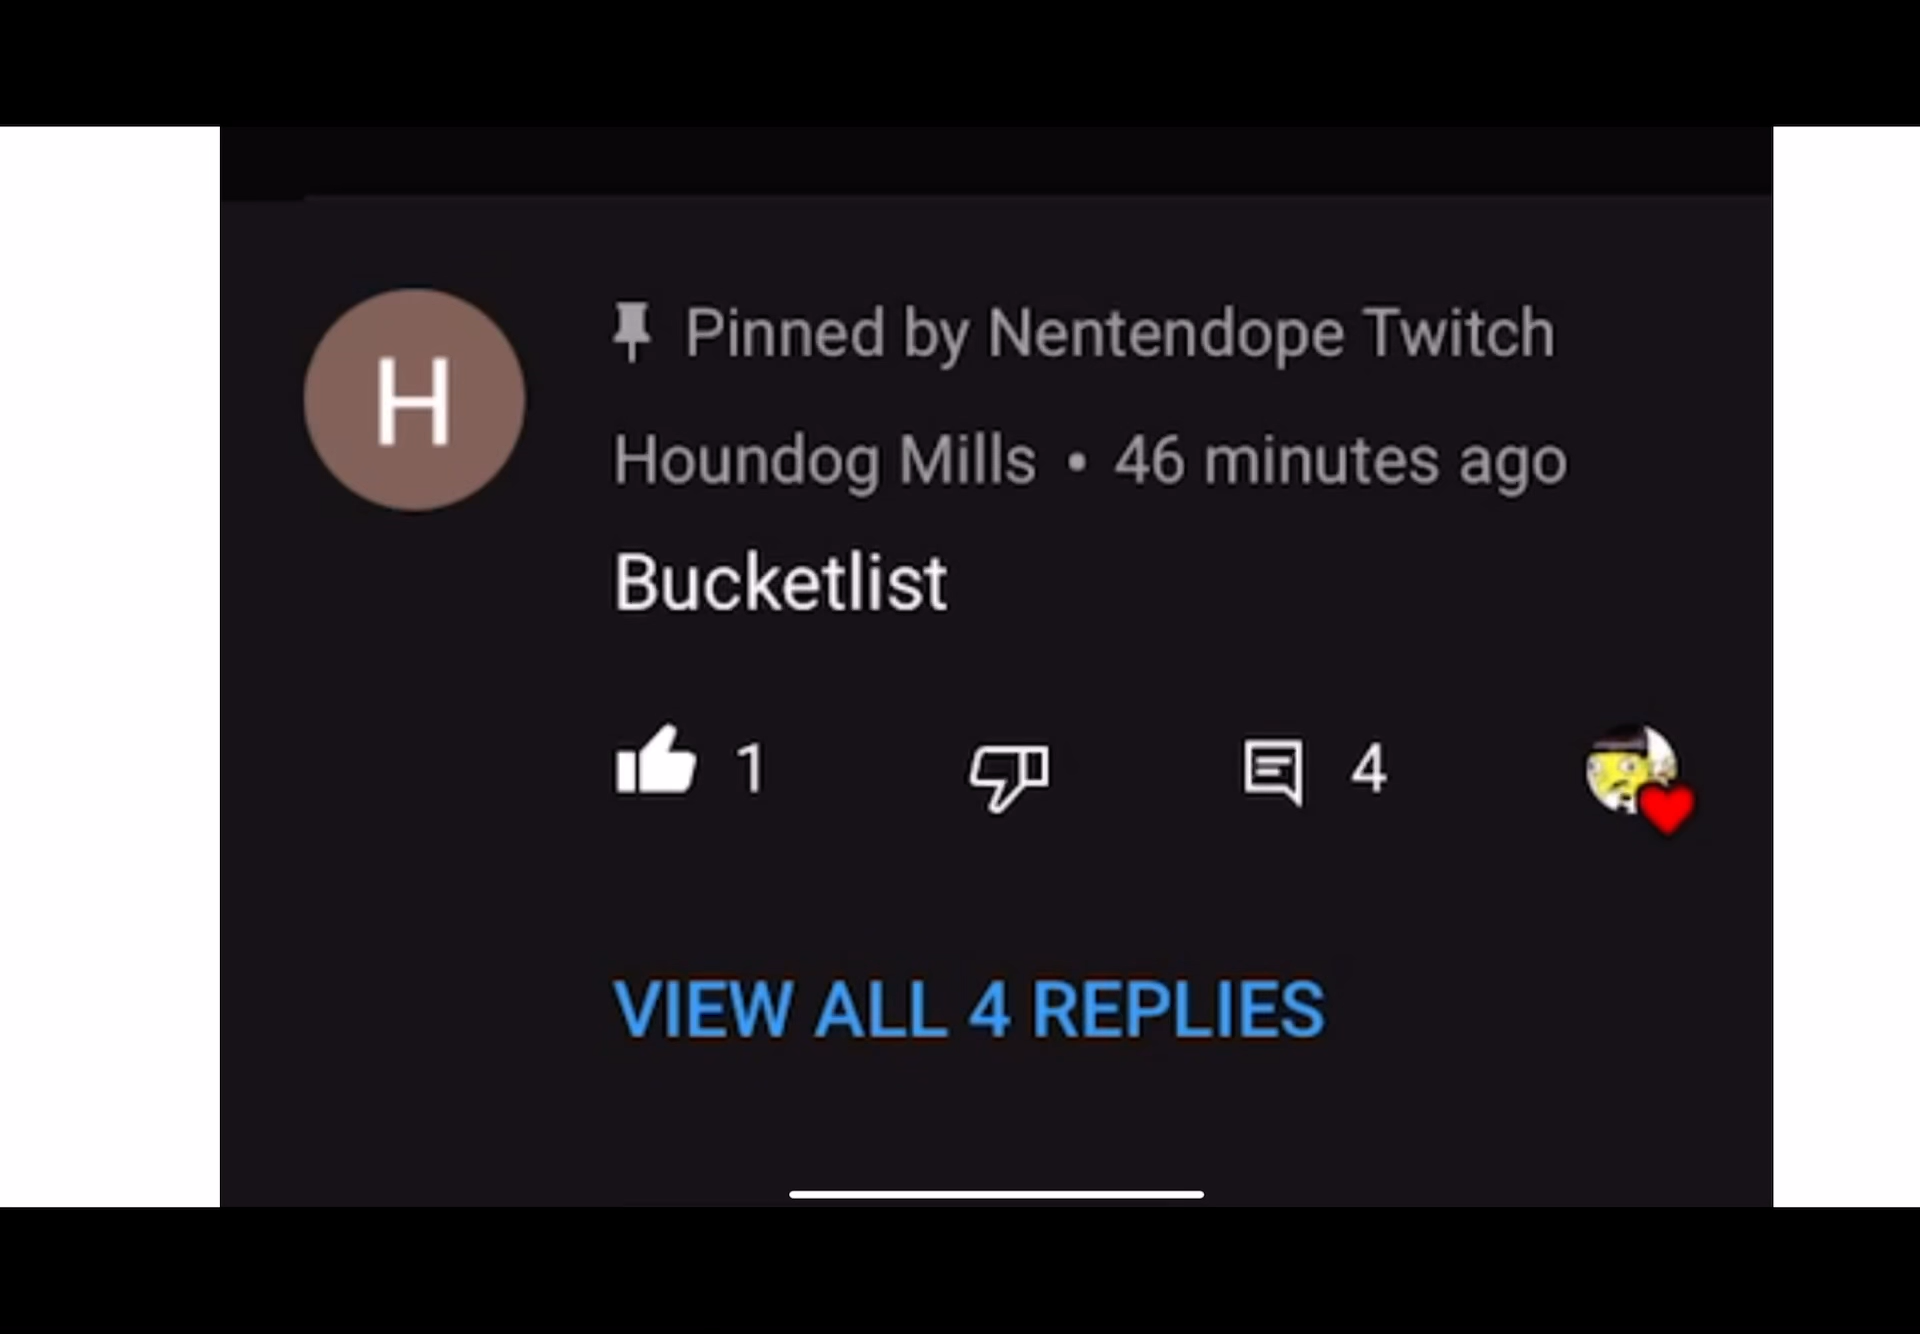 H
Pinned by Nentendope Twitch
Houndog Mills • 46 minutes ago
Bucketlist
1
4
VIEW ALL 4 REPLIES